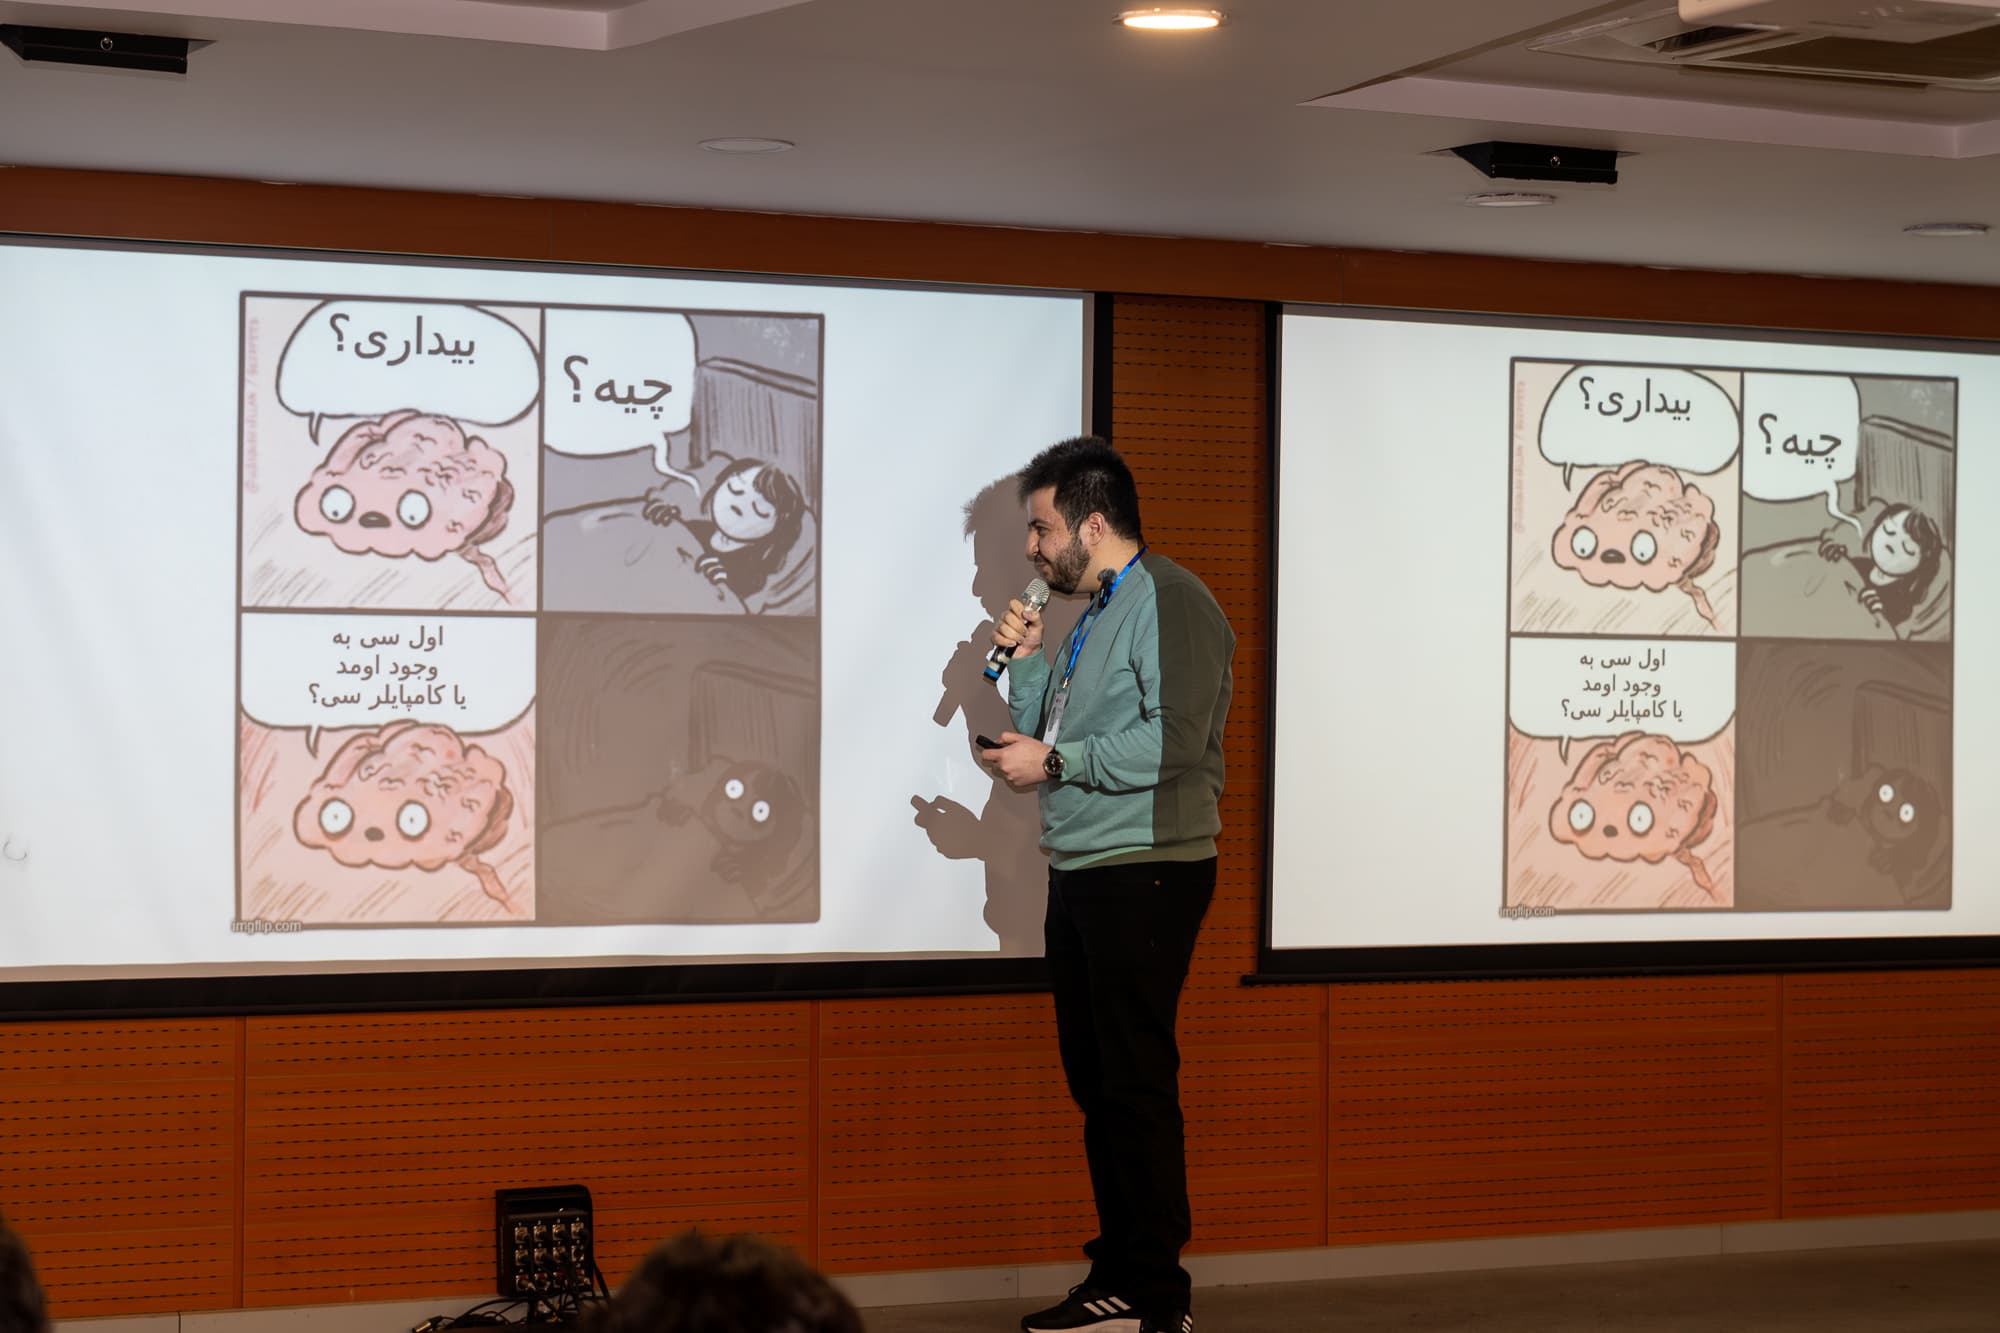 بیداری؟
چیه؟
اول سی به
وجود اومد
یا کامپایلر سی؟
imgflip.com
بیداری؟
چیه؟
اول سی به
وجود اومد
یا کامپایلر سی؟
imgflip.com